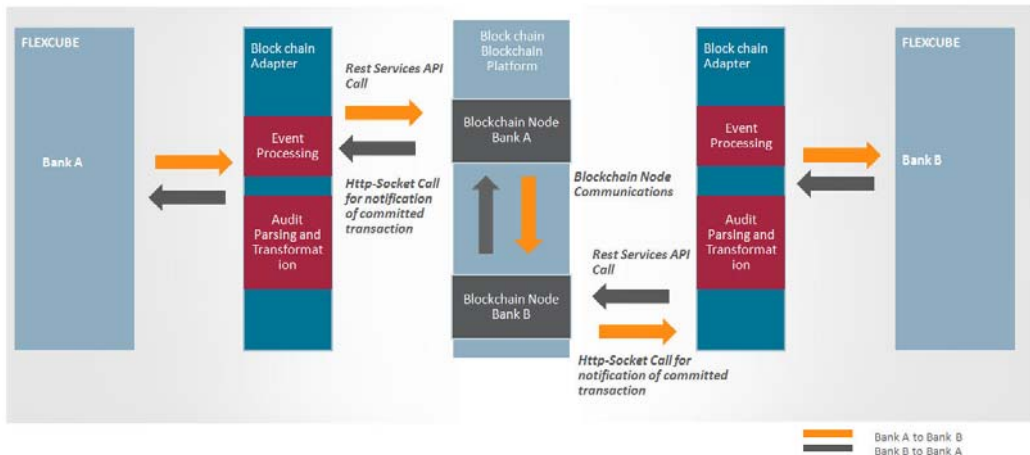 FLEXCUBE
Bank A
Block chain
Adapter
Event
Processing
Audit
Parsing and
Transformat
ion
Rest Services API
Call
Http-Socket Call
for notification
of committed
transaction
Block chain
Blockchain
Platform
Blockchain Node
Bank A
Blockchain Node
Communications
Blockchain Node
Bank B
Rest Services API
Call
Http-Socket Call for
notification of committed
transaction
Block chain
Adapter
Event
Processing
Audit
Parsing and
Transformat
ion
FLEXCUBE
Bank B
Bank A to Bank B
Bank B to Bank A